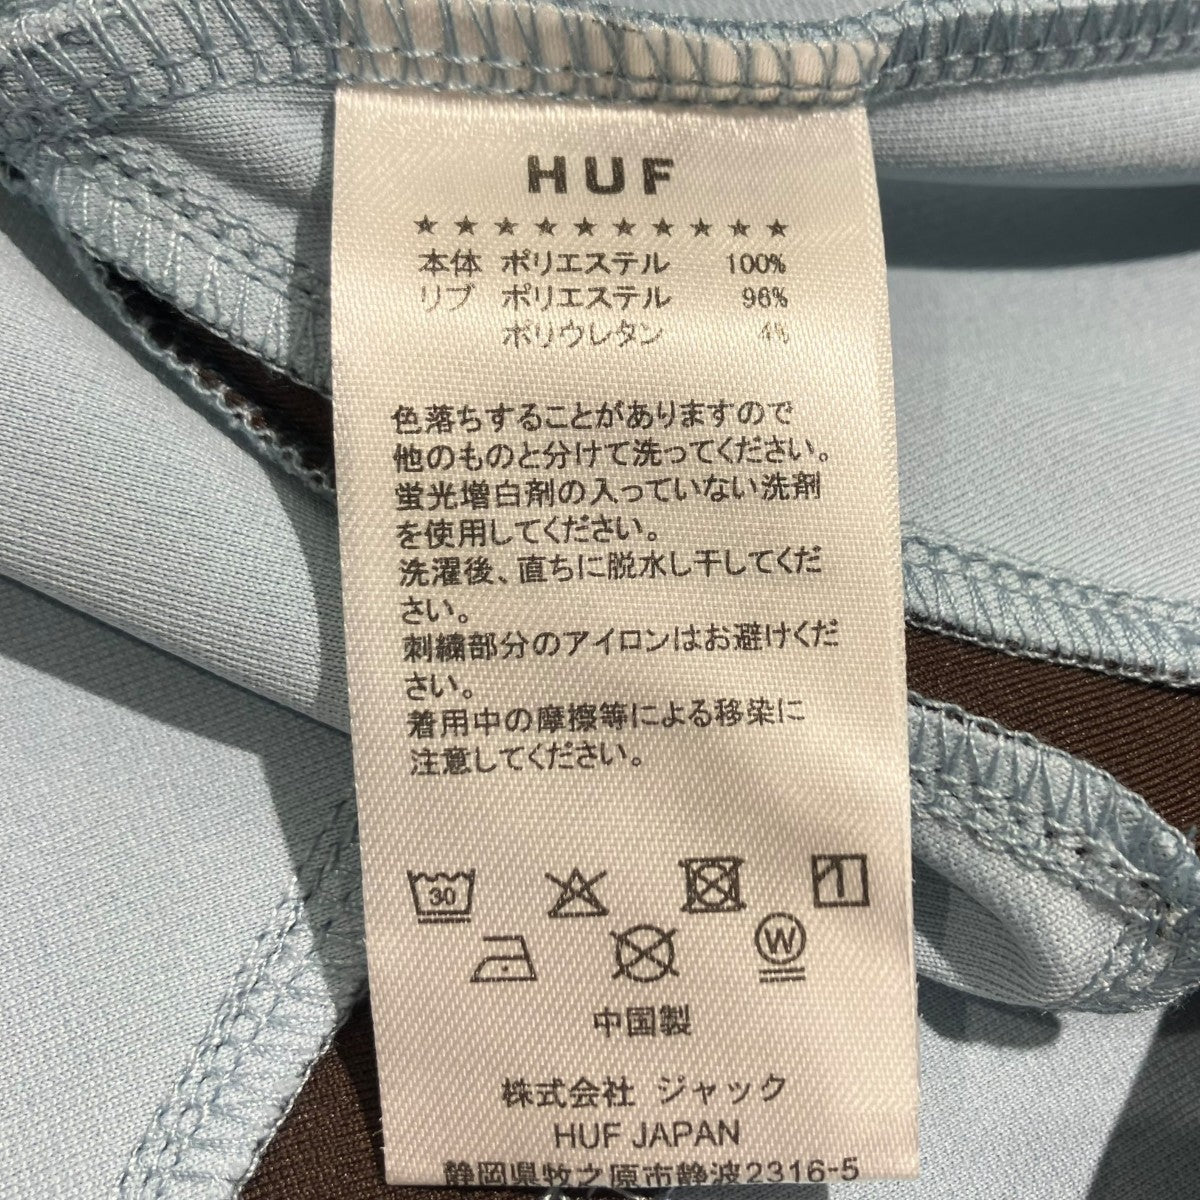 HUF
★★★★★★★★★★
本体 ポリエステル 100%
リブ ポリエステル 96%
ポリウレタン 4%
色落ちすることがありますので
他のものと分けて洗ってください。
蛍光増白剤の入っていない洗剤
を使用してください。
洗濯後、直ちに脱水し干してくだ
さい。
刺繍部分のアイロンはお避けくだ
さい。
着用中の摩擦等による移染に
注意してください。
30
W
中国製
株式会社 ジャック
HUF JAPAN
静岡県牧之原市静波2316-5